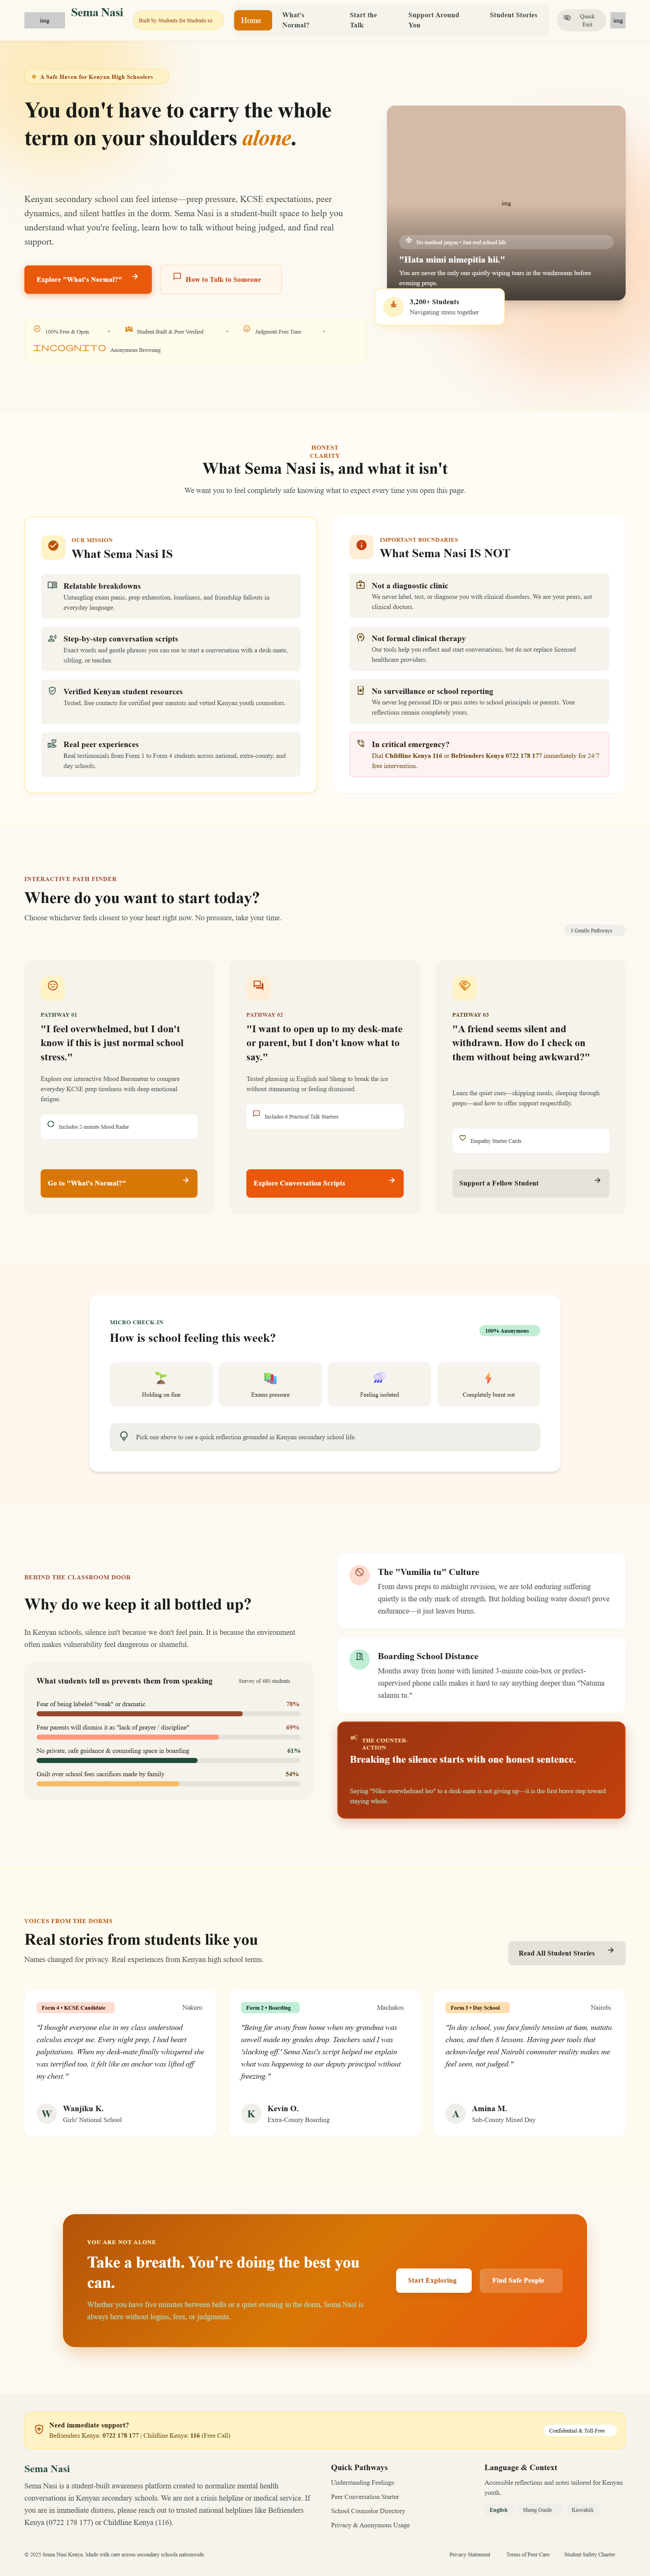 img
Sema Nasi
Built by Students for Students
Home
What's Normal?
Start the Talk
Support Around You
Student Stories
Quick Exit
img
A Safe Haven for Kenyan High Schoolers
You don't have to carry the whole
term on your shoulders alone.
Kenyan secondary school can feel intense—prep pressure, KCSE expectations, peer
dynamics, and silent battles in the dorm. Sema Nasi is a student-built space to help you
understand what you're feeling, learn how to talk without being judged, and find real
support.
Explore "What's Normal?"
How to Talk to Someone
100% Free & Open
•
Student-Built & Peer Verified
•
Judgment-Free Tone
•
INCOGNITO Anonymous Browsing
img
No medical jargon • Just real school life
"Hata mimi nimepitia hii."
You are never the only one quietly wiping tears in the washrooms before
evening preps.
3,200+ Students
Navigating stress together
HONEST
CLARITY
What Sema Nasi is, and what it isn't
We want you to feel completely safe knowing what to expect every time you open this page.
OUR MISSION
What Sema Nasi IS
Relatable breakdowns
Untangling exam panic, prep exhaustion, loneliness, and friendship fallouts in
everyday language.
Step-by-step conversation scripts
Exact words and gentle phrases you can use to start a conversation with a desk-mate,
sibling, or teacher.
Verified Kenyan student resources
Tested, free contacts for certified peer mentors and vetted Kenyan youth counselors.
Real peer experiences
Real testimonials from Form 1 to Form 4 students across national, extra-county, and
day schools.
IMPORTANT BOUNDARIES
What Sema Nasi IS NOT
Not a diagnostic clinic
We never label, test, or diagnose you with clinical disorders. We are your peers, not
clinical doctors.
Not formal clinical therapy
Our tools help you reflect and start conversations, but do not replace licensed
healthcare providers.
No surveillance or school reporting
We never log personal IDs or pass notes to school principals or parents. Your
reflections remain completely yours.
In critical emergency?
Dial Childline Kenya 116 or Befrienders Kenya 0722 178 177 immediately for 24/7
free intervention.
INTERACTIVE PATH FINDER
Where do you want to start today?
Choose whichever feels closest to your heart right now. No pressure, take your time.
3 Gentle Pathways
PATHWAY 01
"I feel overwhelmed, but I don't
know if this is just normal school
stress."
Explore our interactive Mood Barometer to compare
everyday KCSE prep tiredness with deep emotional
fatigue.
Includes 2-minute Mood Radar
Go to "What's Normal?"
PATHWAY 02
"I want to open up to my desk-mate
or parent, but I don't know what to
say."
Tested phrasing in English and Sheng to break the ice
without stammering or feeling dismissed.
Includes 6 Practical Talk Starters
Explore Conversation Scripts
PATHWAY 03
"A friend seems silent and
withdrawn. How do I check on
them without being awkward?"
Learn the quiet cues—skipping meals, sleeping through
preps—and how to offer support respectfully.
Empathy Starter Cards
Support a Fellow Student
MICRO CHECK-IN
How is school feeling this week?
100% Anonymous
Holding on fine
Exams pressure
Feeling isolated
Completely burnt out
Pick one above to see a quick reflection grounded in Kenyan secondary school life.
BEHIND THE CLASSROOM DOOR
Why do we keep it all bottled up?
In Kenyan schools, silence isn't because we don't feel pain. It is because the environment
often makes vulnerability feel dangerous or shameful.
What students tell us prevents them from speaking
Survey of 480 students
Fear of being labeled "weak" or dramatic 78%
Fear parents will dismiss it as "lack of prayer / discipline" 69%
No private, safe guidance & counseling space in boarding 61%
Guilt over school fees sacrifices made by family 54%
The "Vumilia tu" Culture
From dawn preps to midnight revision, we are told enduring suffering
quietly is the only mark of strength. But holding boiling water doesn't prove
endurance—it just leaves burns.
Boarding School Distance
Months away from home with limited 3-minute coin-box or prefect-
supervised phone calls makes it hard to say anything deeper than "Natuma
salamu tu."
THE COUNTER-
ACTION
Breaking the silence starts with one honest sentence.
Saying "Niko overwhelmed leo" to a desk-mate is not giving up—it is the first brave step toward
staying whole.
VOICES FROM THE DORMS
Real stories from students like you
Names changed for privacy. Real experiences from Kenyan high school terms.
Read All Student Stories
Form 4 • KCSE Candidate
Nakuru
"I thought everyone else in my class understood
calculus except me. Every night prep, I had heart
palpitations. When my desk-mate finally whispered she
was terrified too, it felt like an anchor was lifted off
my chest."
W
Wanjiku K.
Girls' National School
Form 2 • Boarding
Machakos
"Being far away from home when my grandma was
unwell made my grades drop. Teachers said I was
'slacking off.' Sema Nasi's script helped me explain
what was happening to our deputy principal without
freezing."
K
Kevin O.
Extra-County Boarding
Form 3 • Day School
Nairobi
"In day school, you face family tension at 6am, matatu
chaos, and then 8 lessons. Having peer tools that
acknowledge real Nairobi commuter reality makes me
feel seen, not judged."
A
Amina M.
Sub-County Mixed Day
YOU ARE NOT ALONE
Take a breath. You're doing the best you
can.
Whether you have five minutes between bells or a quiet evening in the dorm, Sema Nasi is
always here without logins, fees, or judgments.
Start Exploring
Find Safe People
Need immediate support?
Befrienders Kenya: 0722 178 177 | Childline Kenya: 116 (Free Call)
Confidential & Toll-Free
Sema Nasi
Sema Nasi is a student-built awareness platform created to normalize mental health
conversations in Kenyan secondary schools. We are not a crisis helpline or medical service. If
you are in immediate distress, please reach out to trusted national helplines like Befrienders
Kenya (0722 178 177) or Childline Kenya (116).
Quick Pathways
Understanding Feelings
Peer Conversation Starter
School Counselor Directory
Privacy & Anonymous Usage
Language & Context
Accessible reflections and notes tailored for Kenyan
youth.
English
Sheng Guide
Kiswahili
© 2025 Sema Nasi Kenya. Made with care across secondary schools nationwide.
Privacy Statement
Terms of Peer Care
Student Safety Charter